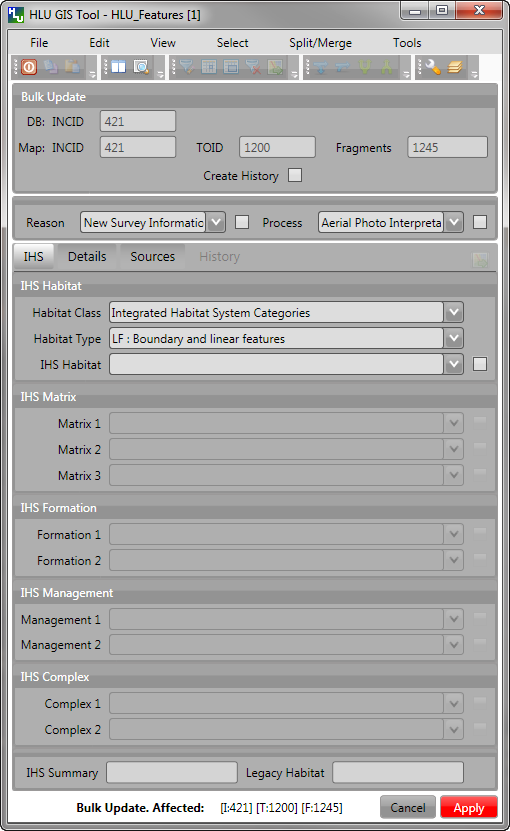 HLU GIS Tool - HLU_Features [1]
File Edit View Select Split/Merge Tools
Bulk Update
DB: INCID 421
Map: INCID 421 TOID 1200 Fragments 1245
Create History
Reason New Survey Informatic Process Aerial Photo Interpreta
IHS Details Sources History
IHS Habitat
Habitat Class Integrated Habitat System Categories
Habitat Type LF : Boundary and linear features
IHS Habitat
IHS Matrix
Matrix 1
Matrix 2
Matrix 3
IHS Formation
Formation 1
Formation 2
IHS Management
Management 1
Management 2
IHS Complex
Complex 1
Complex 2
IHS Summary Legacy Habitat
Bulk Update. Affected: [I:421] [T:1200] [F:1245] Cancel Apply